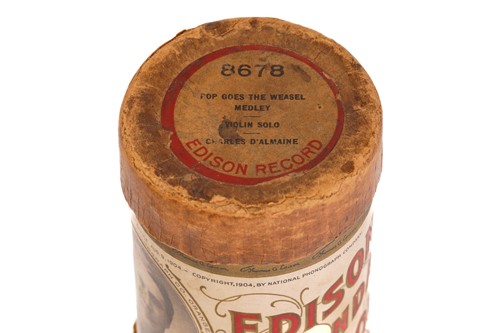 8678
POP GOES THE WEASEL
MEDLEY
VIOLIN SOLO
CHARLES D'ALMAINE
EDISON RECORD
COPYRIGHT, 1904, BY NATIONAL PHONOGRAPH COMPANY
EDISON